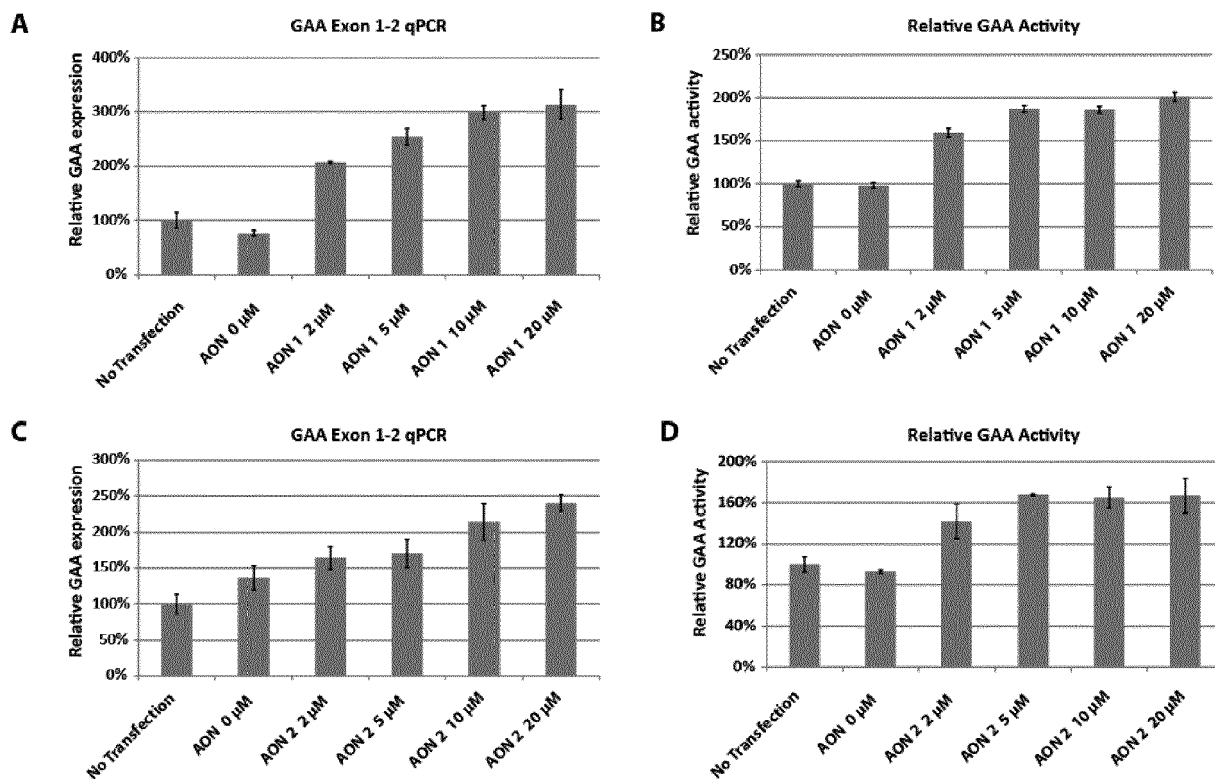 A
GAA Exon 1-2 qPCR
Relative GAA expression
400%
300%
200%
100%
0%
No Transfection
AON 0 µM
AON 1 2 µM
AON 1 5 µM
AON 1 10 µM
AON 1 20 µM
B
Relative GAA Activity
Relative GAA activity
250%
200%
150%
100%
50%
0%
No Transfection
AON 0 µM
AON 1 2 µM
AON 1 5 µM
AON 1 10 µM
AON 1 20 µM
C
GAA Exon 1-2 qPCR
Relative GAA expression
300%
250%
200%
150%
100%
50%
0%
No Transfection
AON 0 µM
AON 2 2 µM
AON 2 5 µM
AON 2 10 µM
AON 2 20 µM
D
Relative GAA Activity
Relative GAA Activity
200%
160%
120%
80%
40%
0%
No Transfection
AON 0 µM
AON 2 2 µM
AON 2 5 µM
AON 2 10 µM
AON 2 20 µM